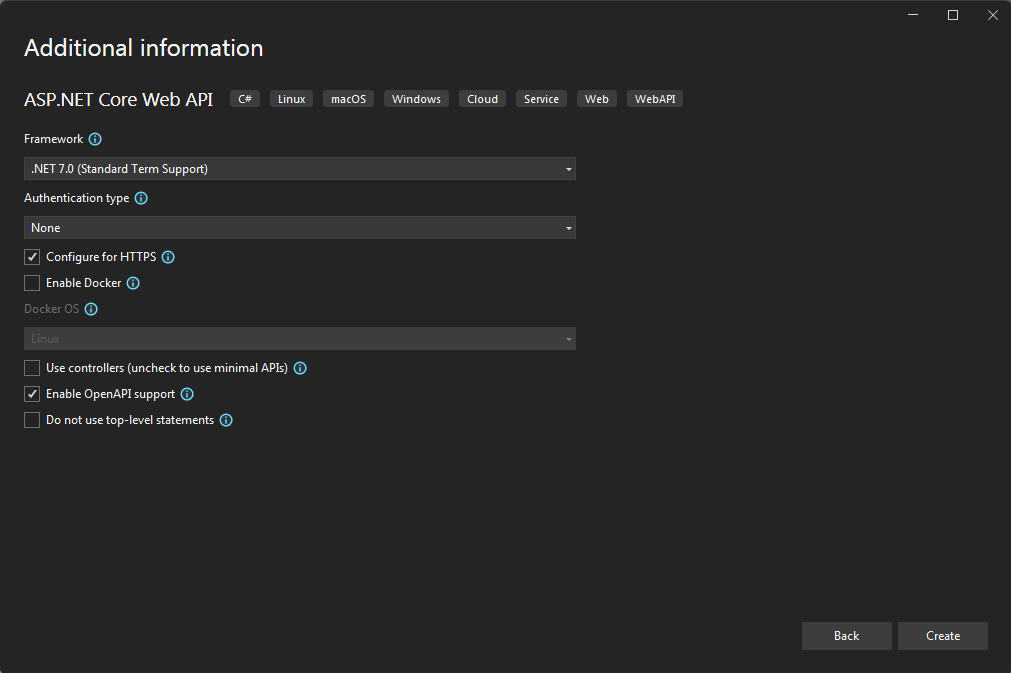 Additional information
ASP.NET Core Web API C# Linux macOS Windows Cloud Service Web WebAPI
Framework
.NET 7.0 (Standard Term Support)
Authentication type
None
Configure for HTTPS
Enable Docker
Docker OS
Linux
Use controllers (uncheck to use minimal APIs)
Enable OpenAPI support
Do not use top-level statements
Back Create